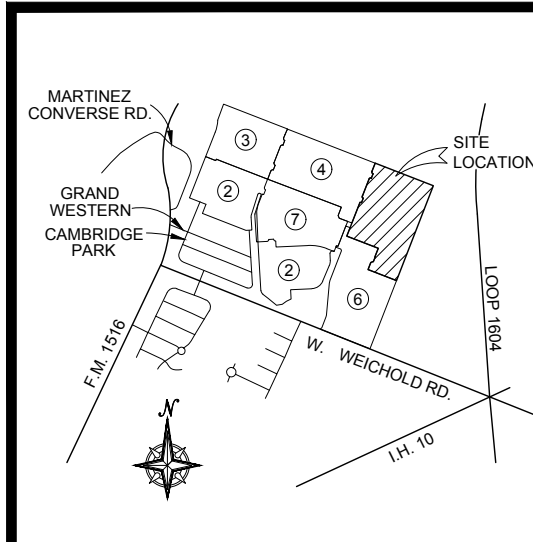 MARTINEZ
CONVERSE RD.
3
4
SITE
LOCATION
2
GRAND
WESTERN
7
CAMBRIDGE
PARK
2
6
LOOP 1604
F.M. 1516
W. WEICHOLD RD.
N
I.H. 10